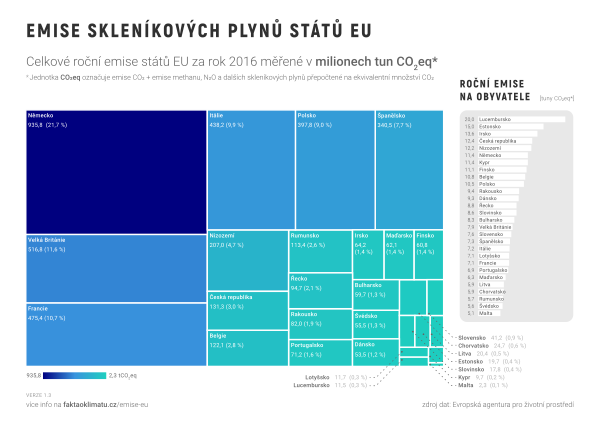 EMISE SKLENÍKOVÝCH PLYNŮ STÁTŮ EU
Celkové roční emise států EU za rok 2016 měřené v milionech tun CO₂eq*
*Jednotka CO₂eq označuje emise CO₂ + emise methanu, N₂O a dalších skleníkových plynů přepočtené na ekvivalentní množství CO₂
ROČNÍ EMISE
NA OBYVATELE [tuny CO₂eq*]
Německo
935,8 (21,7 %)
Velká Británie
516,8 (11,6 %)
Francie
475,4 (10,7 %)
Itálie
438,2 (9,9 %)
Polsko
397,8 (9,0 %)
Španělsko
340,5 (7,7 %)
Nizozemí
207,0 (4,7 %)
Česká republika
131,3 (3,0 %)
Belgie
122,1 (2,8 %)
Rumunsko
113,4 (2,6 %)
Řecko
94,7 (2,1 %)
Rakousko
82,0 (1,9 %)
Portugalsko
71,2 (1,6 %)
Irsko
64,2
(1,4 %)
Maďarsko
62,1
(1,4 %)
Finsko
60,8
(1,4 %)
Bulharsko
59,7 (1,3 %)
Švédsko
55,5 (1,3 %)
Dánsko
53,5 (1,2 %)
20,0 Lucembursko
15,0 Estonsko
13,6 Irsko
12,4 Česká republika
12,2 Nizozemí
11,4 Německo
11,4 Kypr
11,1 Finsko
10,8 Belgie
10,5 Polsko
9,4 Rakousko
9,3 Dánsko
8,8 Řecko
8,6 Slovinsko
8,3 Bulharsko
7,9 Velká Británie
7,6 Slovensko
7,3 Španělsko
7,2 Itálie
7,1 Lotyšsko
7,1 Francie
6,9 Portugalsko
6,3 Maďarsko
5,9 Litva
5,9 Chorvatsko
5,7 Rumunsko
5,6 Švédsko
5,1 Malta
Slovensko 41,2 (0,9 %)
Chorvatsko 24,7 (0,6 %)
Litva 20,4 (0,5 %)
Estonsko 19,7 (0,4 %)
Slovinsko 17,8 (0,4 %)
Kypr 9,7 (0,2 %)
Malta 2,3 (0,1 %)
Lotyšsko 11,7 (0,3 %)
Lucembursko 11,5 (0,3 %)
935,8 2,3 tCO₂eq
VERZE 1.3
více info na faktaoklimatu.cz/emise-eu
zdroj dat: Evropská agentura pro životní prostředí